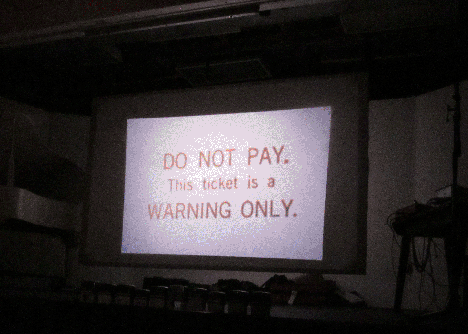 DO NOT PAY.
This ticket is a
WARNING ONLY.